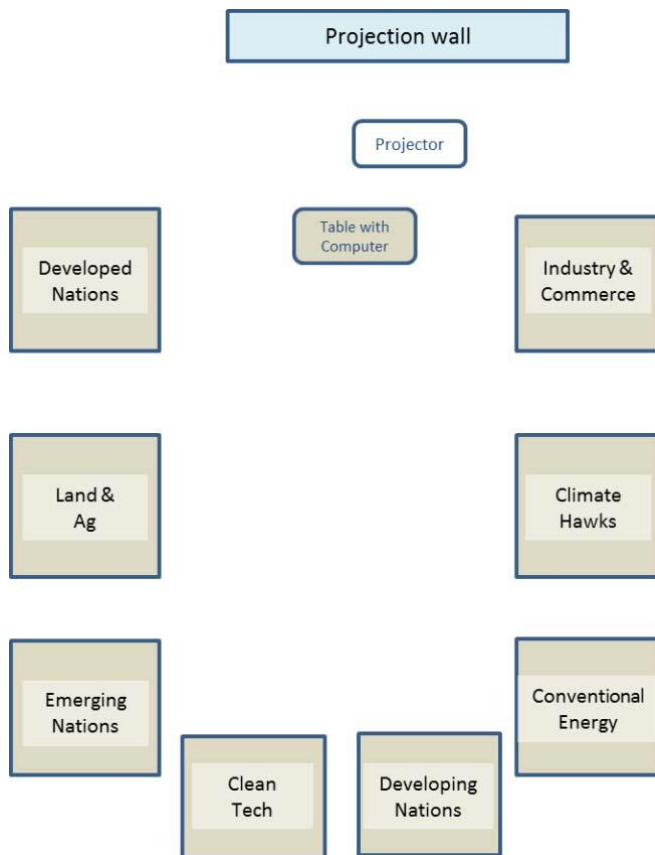 Projection wall
Projector
Table with
Computer
Developed
Nations
Industry &
Commerce
Land &
Ag
Climate
Hawks
Emerging
Nations
Conventional
Energy
Clean
Tech
Developing
Nations